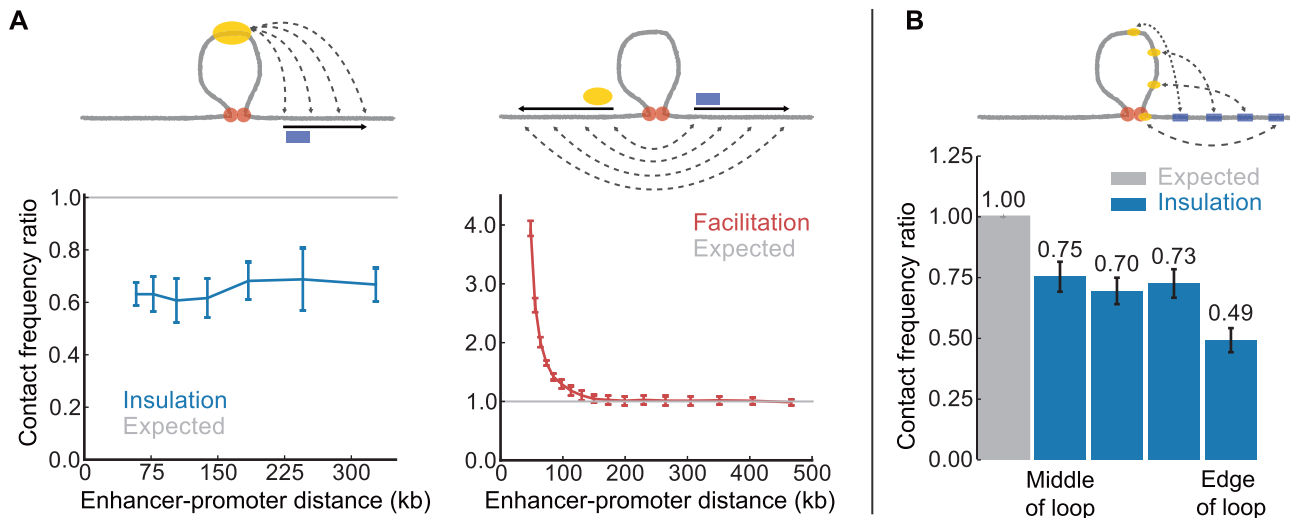 A
Contact frequency ratio
1.0
0.8
0.6
0.4
0.2
0.0
Insulation
Expected
0
75
150
225
330
Enhancer-promoter distance (kb)
4.0
3.0
2.0
1.0
0.0
Facilitation
Expected
0
100
200
300
400
500
Enhancer-promoter distance (kb)
B
Contact frequency ratio
1.25
1.00
0.75
0.50
0.25
0.00
Expected
Insulation
1.00
0.75
0.70
0.73
0.49
Middle
of loop
Edge
of loop